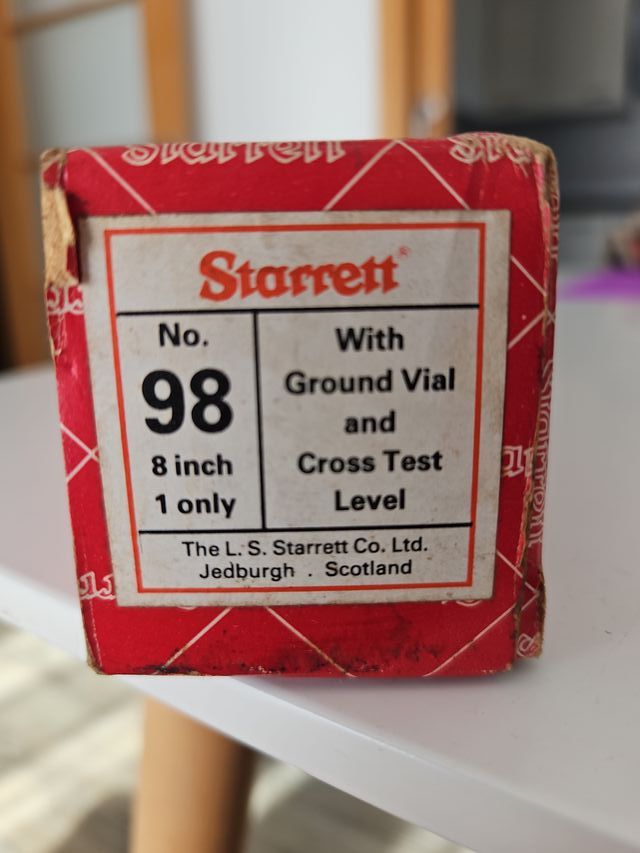 Starrett
Starrett®
No.
98
8 inch
1 only
With
Ground Vial
and
Cross Test
Level
The L. S. Starrett Co. Ltd.
Jedburgh . Scotland